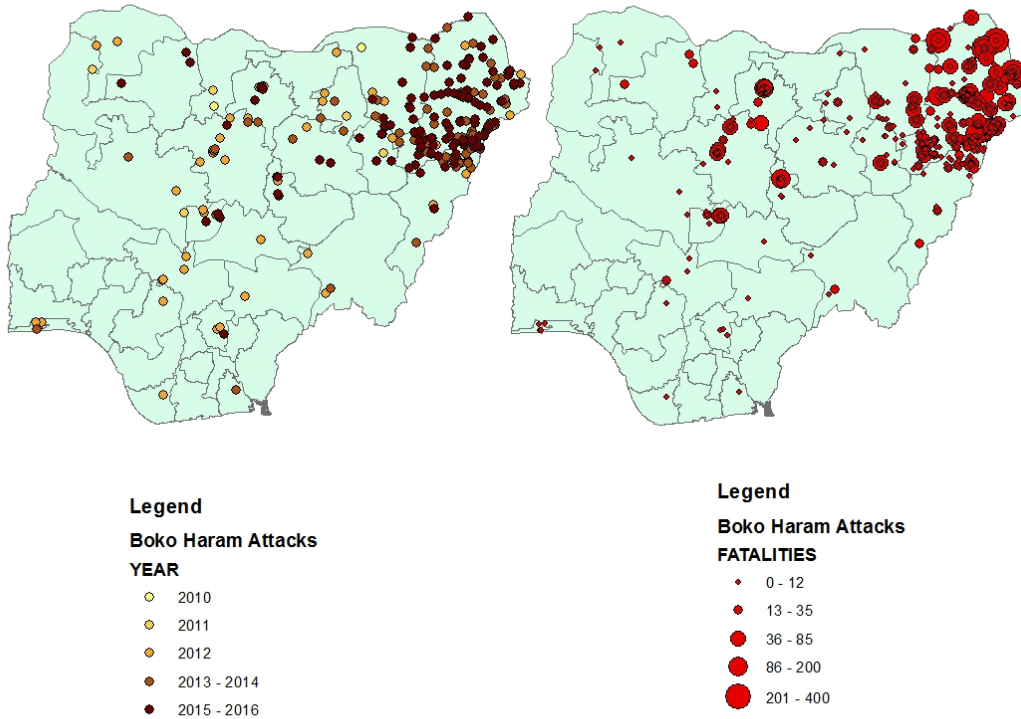 Legend
Boko Haram Attacks
YEAR
2010
2011
2012
2013 - 2014
2015 - 2016
Legend
Boko Haram Attacks
FATALITIES
0 - 12
13 - 35
36 - 85
86 - 200
201 - 400